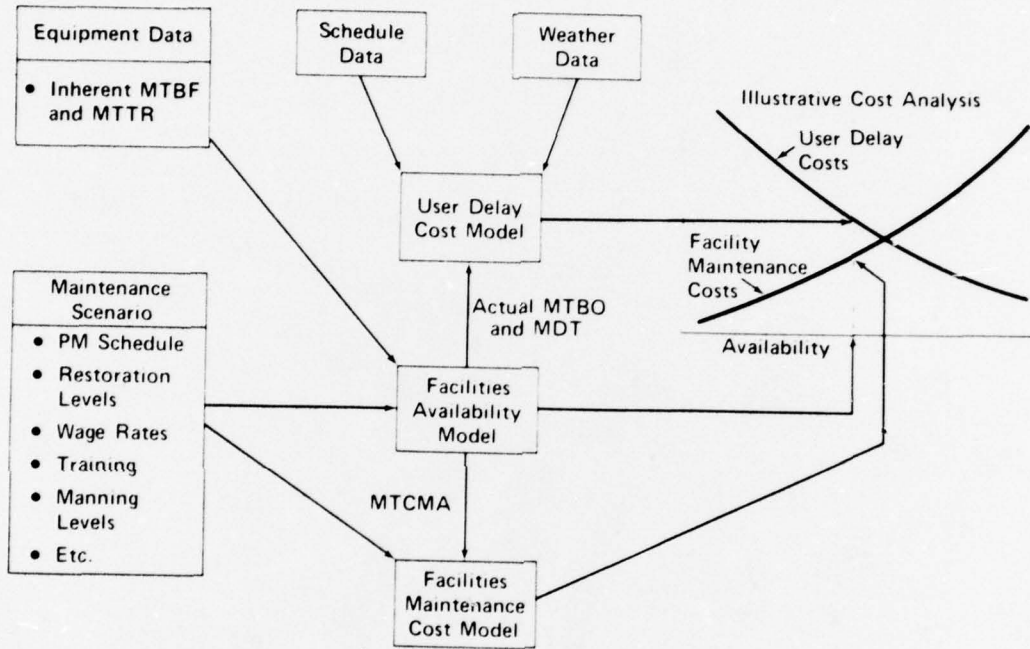 Equipment Data
• Inherent MTBF
and MTTR
Schedule
Data
Weather
Data
Illustrative Cost Analysis
User Delay
Costs
User Delay
Cost Model
Facility
Maintenance
Costs
Availability
Maintenance
Scenario
• PM Schedule
• Restoration
Levels
• Wage Rates
• Training
• Manning
Levels
• Etc.
Actual MTBO
and MDT
Facilities
Availability
Model
MTCMA
Facilities
Maintenance
Cost Model